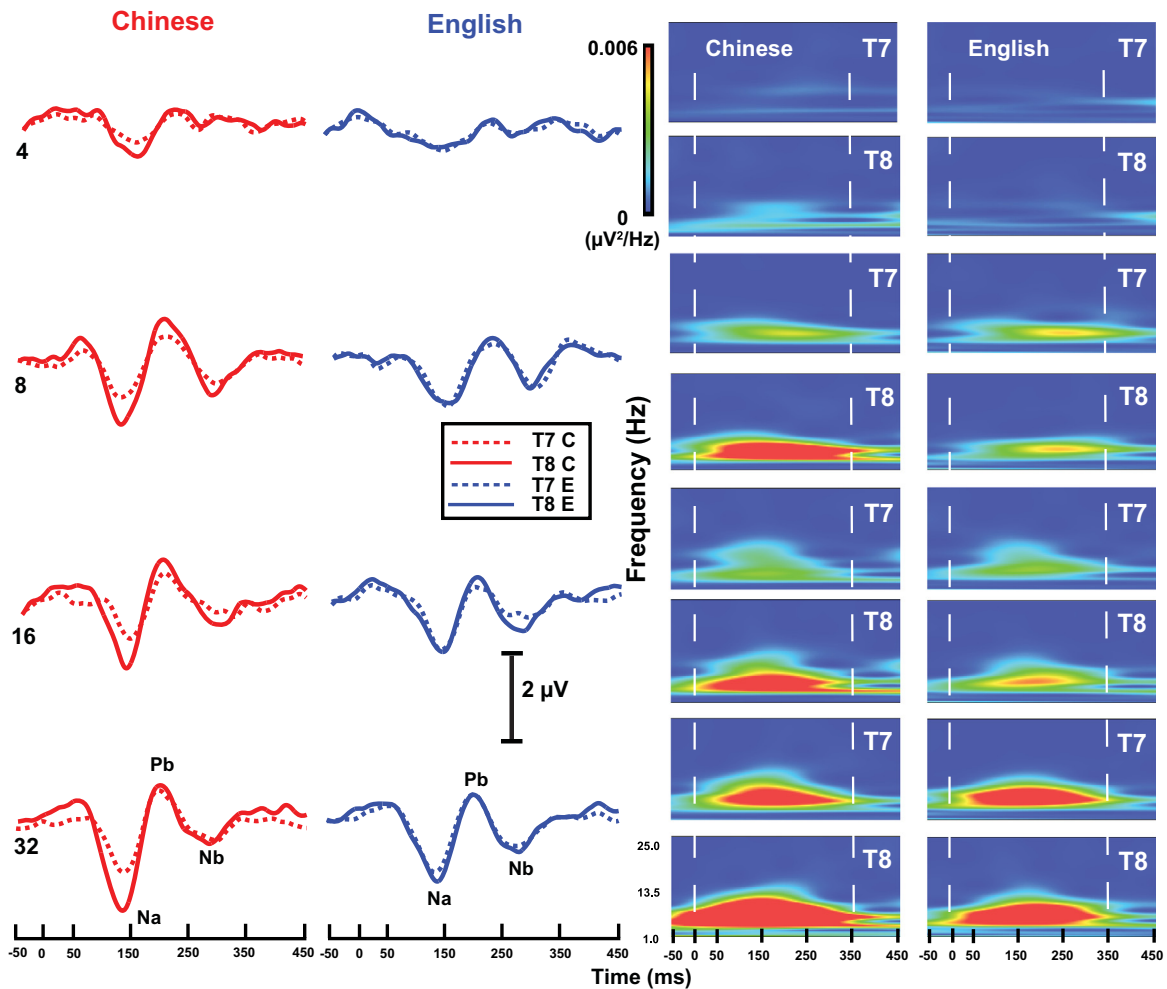 Chinese
English
4
8
T7 C
T8 C
T7 E
T8 E
16
2 µV
32
Pb
Nb
Na
Pb
Nb
Na
-50 0 50 150 250 350 450
-50 0 50 150 250 350 450
0.006
0
(µV²/Hz)
Frequency (Hz)
Chinese T7
English T7
T8
T8
T7
T7
T8
T8
T7
T7
T8
T8
T7
T7
T8
T8
25.0
13.5
1.0
-50 0 50 150 250 350 450
-50 0 50 150 250 350 450
Time (ms)